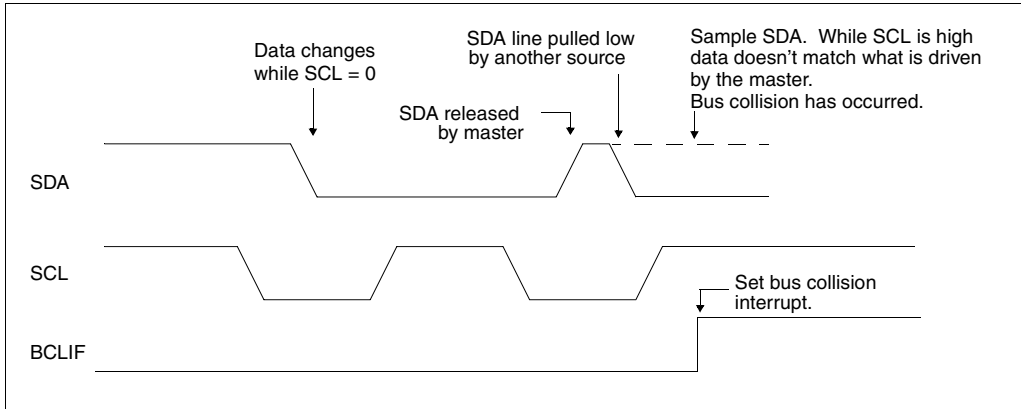 Data changes
while SCL = 0
SDA line pulled low
by another source
Sample SDA. While SCL is high
data doesn't match what is driven
by the master.
Bus collision has occurred.
SDA released
by master
SDA
SCL
Set bus collision
interrupt.
BCLIF